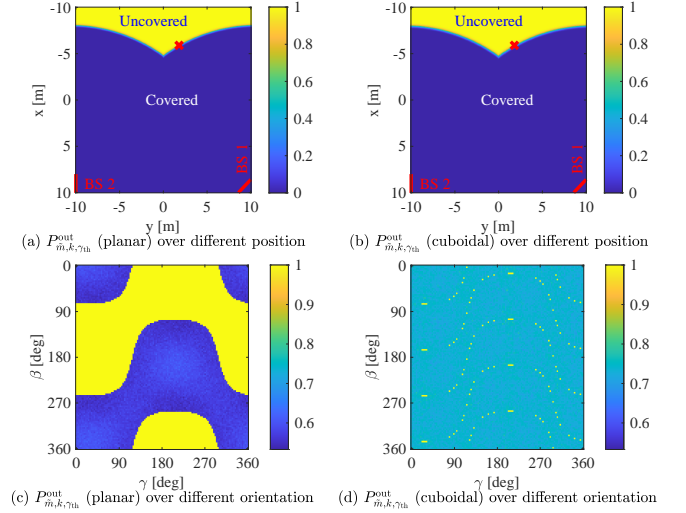 -10
-5
0
5
10
x [m]
Uncovered
Covered
BS 2
BS 1
-10 -5 0 5 10
y [m]
1
0.8
0.6
0.4
0.2
0
(a) P^out_m̃,k,γth (planar) over different position
-10
-5
0
5
10
x [m]
Uncovered
Covered
BS 2
BS 1
-10 -5 0 5 10
y [m]
1
0.8
0.6
0.4
0.2
0
(b) P^out_m̃,k,γth (cuboidal) over different position
0
90
180
270
360
β [deg]
0 90 180 270 360
γ [deg]
1
0.9
0.8
0.7
0.6
(c) P^out_m̃,k,γth (planar) over different orientation
0
90
180
270
360
β [deg]
0 90 180 270 360
γ [deg]
1
0.9
0.8
0.7
0.6
(d) P^out_m̃,k,γth (cuboidal) over different orientation